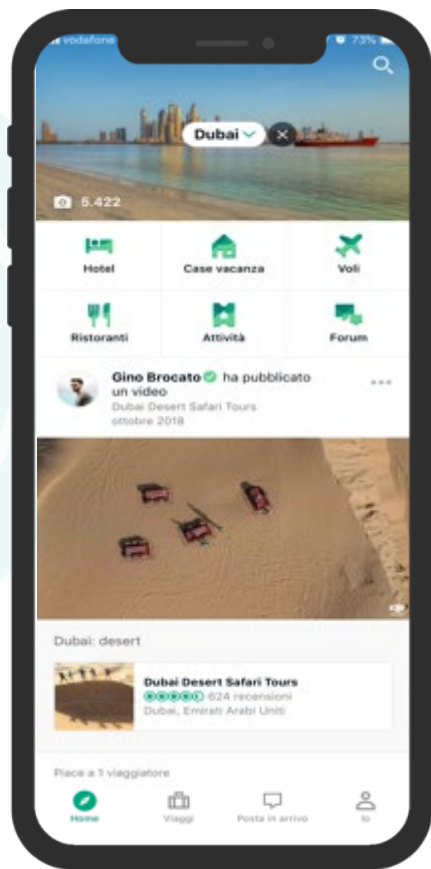 vodafone 73%
Dubai
5.422
Hotel Case vacanza Voli
Ristoranti Attività Forum
Gino Brocato ha pubblicato
un video
Dubai Desert Safari Tours
ottobre 2018
Dubai: desert
Dubai Desert Safari Tours
624 recensioni
Dubai, Emirati Arabi Uniti
Piace a 1 viaggiatore
Home Viaggi Posta in arrivo Io